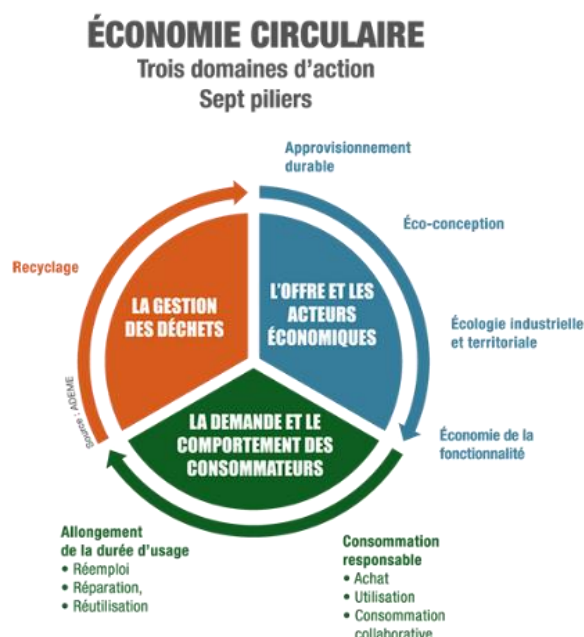 ÉCONOMIE CIRCULAIRE
Trois domaines d'action
Sept piliers
Approvisionnement
durable
Éco-conception
Écologie industrielle
et territoriale
Économie de la
fonctionnalité
L'OFFRE ET LES
ACTEURS
ÉCONOMIQUES
Recyclage
LA GESTION
DES DÉCHETS
LA DEMANDE ET LE
COMPORTEMENT DES
CONSOMMATEURS
Source : ADEME
Allongement
de la durée d'usage
• Réemploi
• Réparation,
• Réutilisation
Consommation
responsable
• Achat
• Utilisation
• Consommation
collaborative